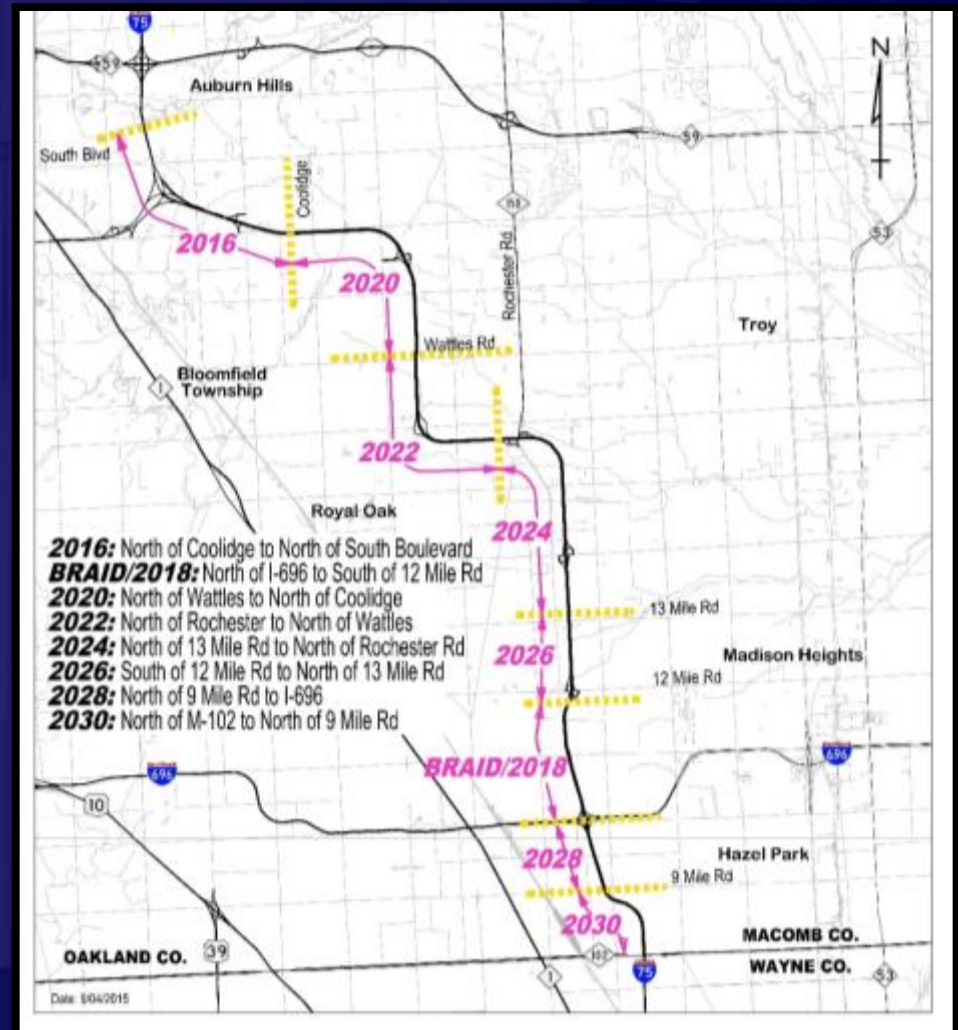 75
59
Auburn Hills
N
59
South Blvd
Coolidge
150
Rochester Rd
53
2016
2020
Troy
Wattles Rd
Bloomfield
Township
1
2022
Royal Oak
2024
2016: North of Coolidge to North of South Boulevard
BRAID/2018: North of I-696 to South of 12 Mile Rd
2020: North of Wattles to North of Coolidge
2022: North of Rochester to North of Wattles
2024: North of 13 Mile Rd to North of Rochester Rd
2026: South of 12 Mile Rd to North of 13 Mile Rd
2028: North of 9 Mile Rd to I-696
2030: North of M-102 to North of 9 Mile Rd
13 Mile Rd
2026
Madison Heights
12 Mile Rd
BRAID/2018
696
696
10
2028
Hazel Park
9 Mile Rd
2030
MACOMB CO.
OAKLAND CO.
39
102
WAYNE CO.
1
75
53